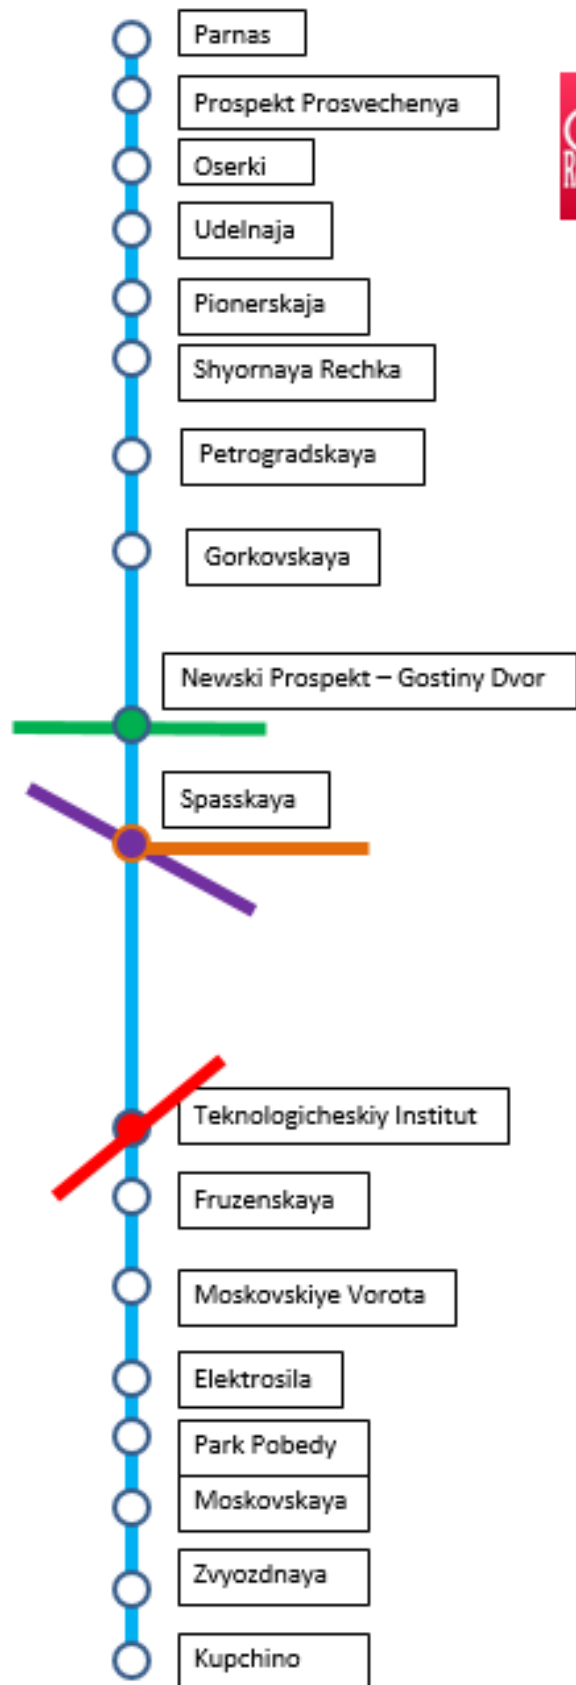 Parnas
Prospekt Prosvechenya
Oserki
Udelnaja
Pionerskaja
Shyornaya Rechka
Petrogradskaya
Gorkovskaya
Newski Prospekt – Gostiny Dvor
Spasskaya
Teknologicheskiy Institut
Fruzenskaya
Moskovskiye Vorota
Elektrosila
Park Pobedy
Moskovskaya
Zvyozdnaya
Kupchino